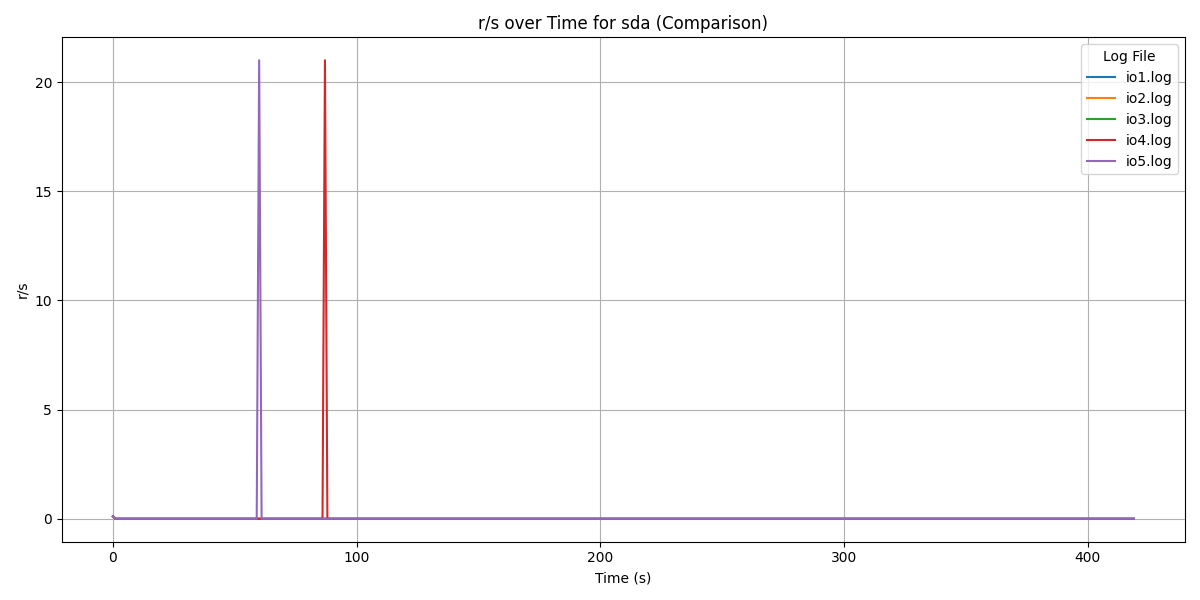 r/s over Time for sda (Comparison)
Log File
io1.log
io2.log
io3.log
io4.log
io5.log
r/s
20
15
10
5
0
0 100 200 300 400
Time (s)